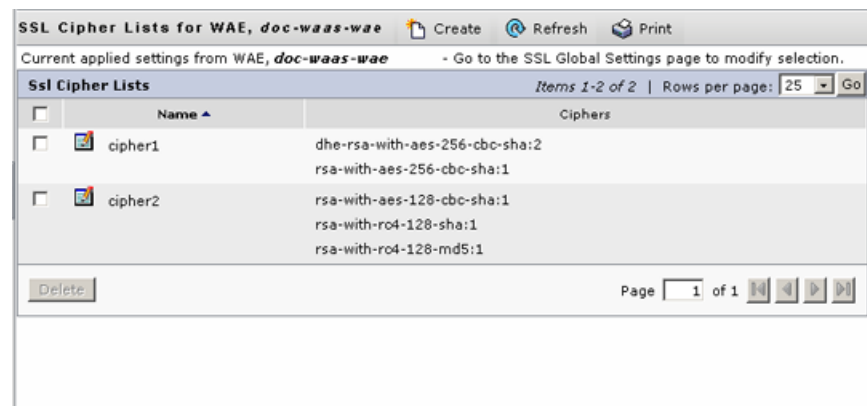 SSL Cipher Lists for WAE, doc-waas-wae Create Refresh Print
Current applied settings from WAE, doc-waas-wae - Go to the SSL Global Settings page to modify selection.
Ssl Cipher Lists Items 1-2 of 2 | Rows per page: 25 Go
Name Ciphers
cipher1 dhe-rsa-with-aes-256-cbc-sha:2
rsa-with-aes-256-cbc-sha:1
cipher2 rsa-with-aes-128-cbc-sha:1
rsa-with-rc4-128-sha:1
rsa-with-rc4-128-md5:1
Delete Page 1 of 1